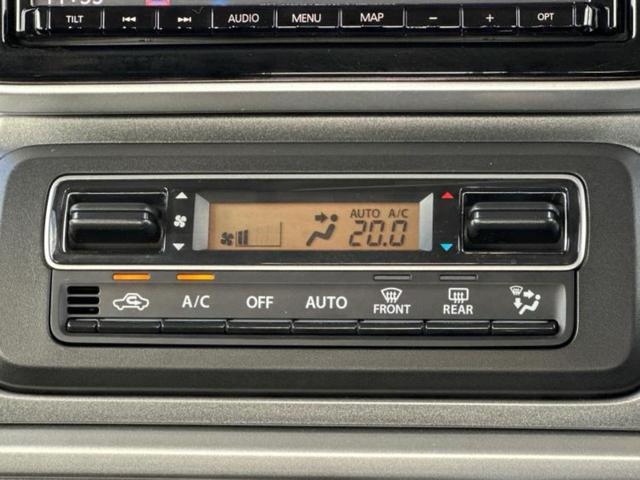 TILT AUDIO MENU MAP − + OPT
AUTO A/C
20.0
A/C OFF AUTO FRONT REAR